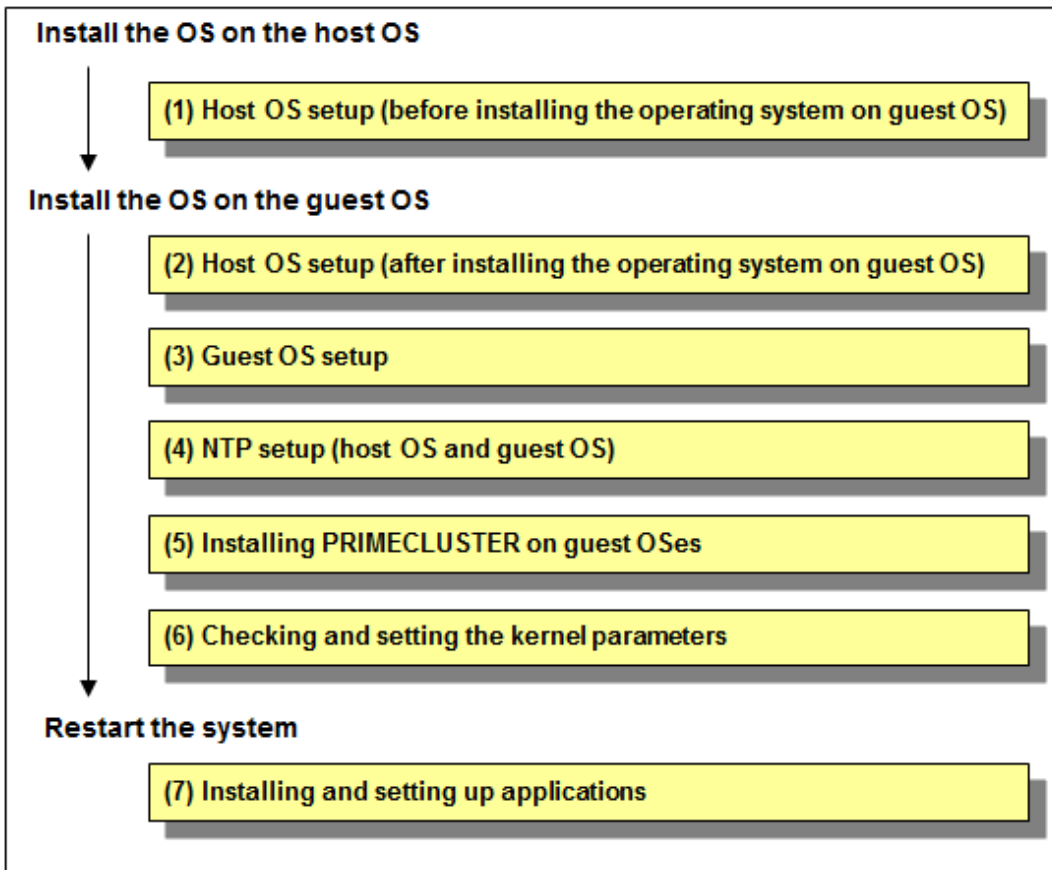 Install the OS on the host OS
(1) Host OS setup (before installing the operating system on guest OS)
Install the OS on the guest OS
(2) Host OS setup (after installing the operating system on guest OS)
(3) Guest OS setup
(4) NTP setup (host OS and guest OS)
(5) Installing PRIMECLUSTER on guest OSes
(6) Checking and setting the kernel parameters
Restart the system
(7) Installing and setting up applications